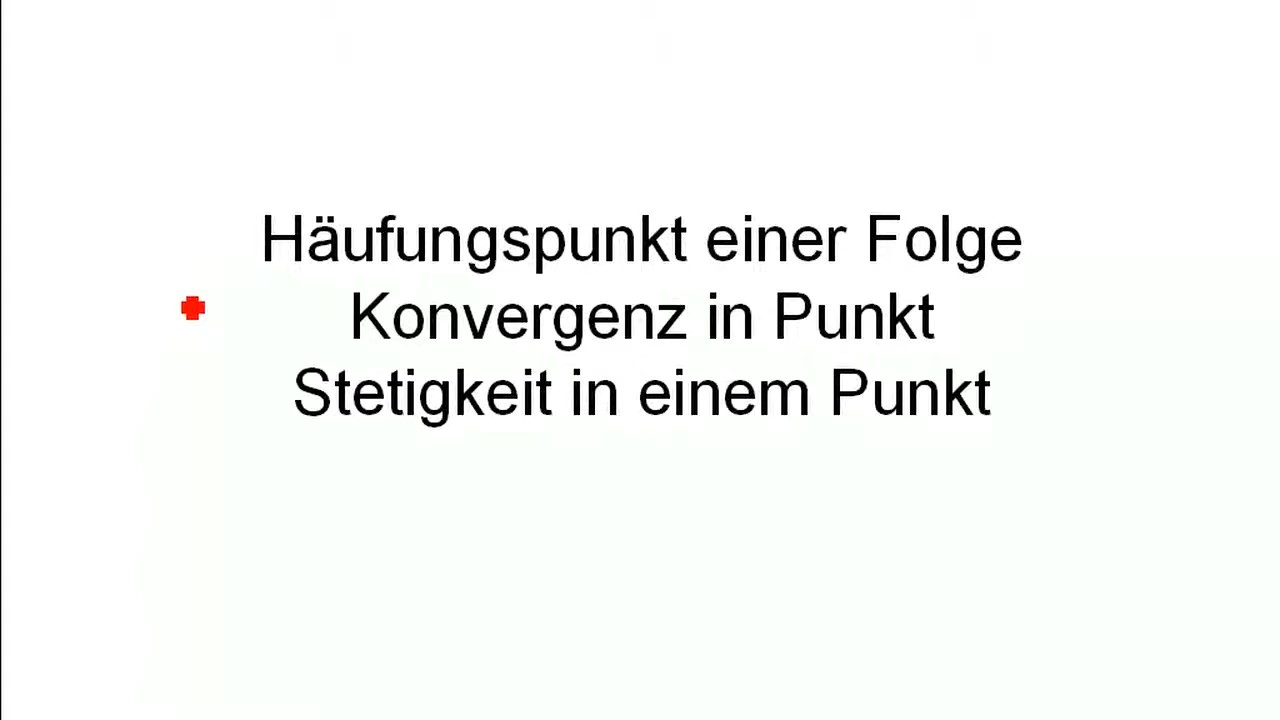 Häufungspunkt einer Folge
Konvergenz in Punkt
Stetigkeit in einem Punkt